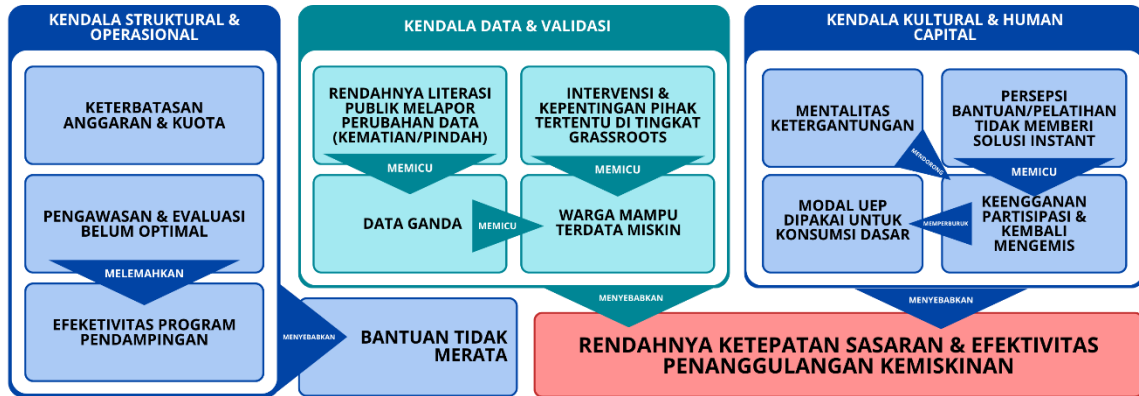 KENDALA STRUKTURAL &
OPERASIONAL
KETERBATASAN
ANGGARAN & KUOTA
PENGAWASAN & EVALUASI
BELUM OPTIMAL
MELEMAHKAN
EFEKETIVITAS PROGRAM
PENDAMPINGAN
MENYEBABKAN
BANTUAN TIDAK
MERATA
KENDALA DATA & VALIDASI
RENDAHNYA LITERASI
PUBLIK MELAPOR
PERUBAHAN DATA
(KEMATIAN/PINDAH)
MEMICU
DATA GANDA
MEMICU
INTERVENSI &
KEPENTINGAN PIHAK
TERTENTU DI TINGKAT
GRASSROOTS
MEMICU
WARGA MAMPU
TERDATA MISKIN
MENYEBABKAN
KENDALA KULTURAL & HUMAN
CAPITAL
MENTALITAS
KETERGANTUNGAN
MENDORONG
PERSEPSI
BANTUAN/PELATIHAN
TIDAK MEMBERI
SOLUSI INSTANT
MEMICU
KEENGGANAN
PARTISIPASI &
KEMBALI
MENGEMIS
MEMPERBURUK
MODAL UEP
DIPAKAI UNTUK
KONSUMSI DASAR
MENYEBABKAN
RENDAHNYA KETEPATAN SASARAN & EFEKTIVITAS
PENANGGULANGAN KEMISKINAN